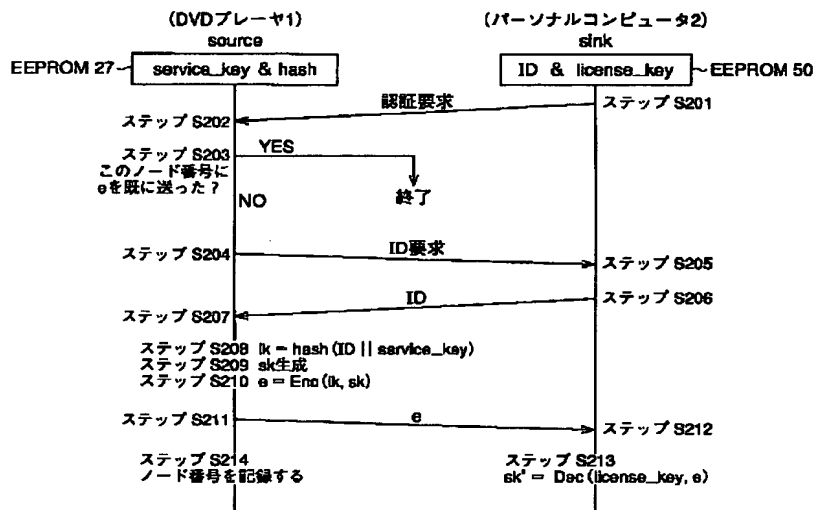 (DVDプレーヤ1)
source
(パーソナルコンピュータ2)
sink
EEPROM 27
service_key & hash
ID & license_key
EEPROM 50
認証要求
ステップ S201
ステップ S202
ステップ S203
YES
このノード番号に
eを既に送った？
終了
NO
ステップ S204
ID要求
ステップ S205
ID
ステップ S206
ステップ S207
ステップ S208 lk = hash (ID || service_key)
ステップ S209 sk生成
ステップ S210 e = Enc (lk, sk)
ステップ S211
e
ステップ S212
ステップ S214
ノード番号を記録する
ステップ S213
sk' = Dec (license_key, e)